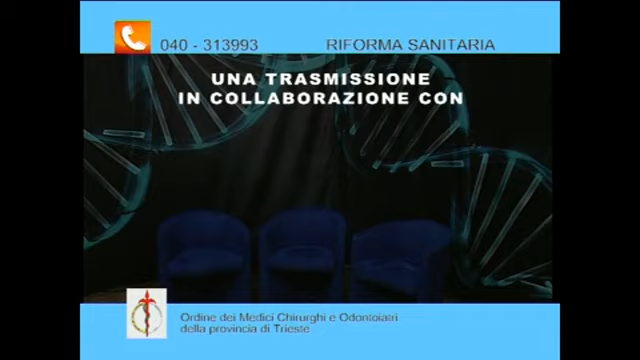 040 - 313993 RIFORMA SANITARIA
UNA TRASMISSIONE
IN COLLABORAZIONE CON
Ordine dei Medici Chirurghi e Odontoiatri
della provincia di Trieste